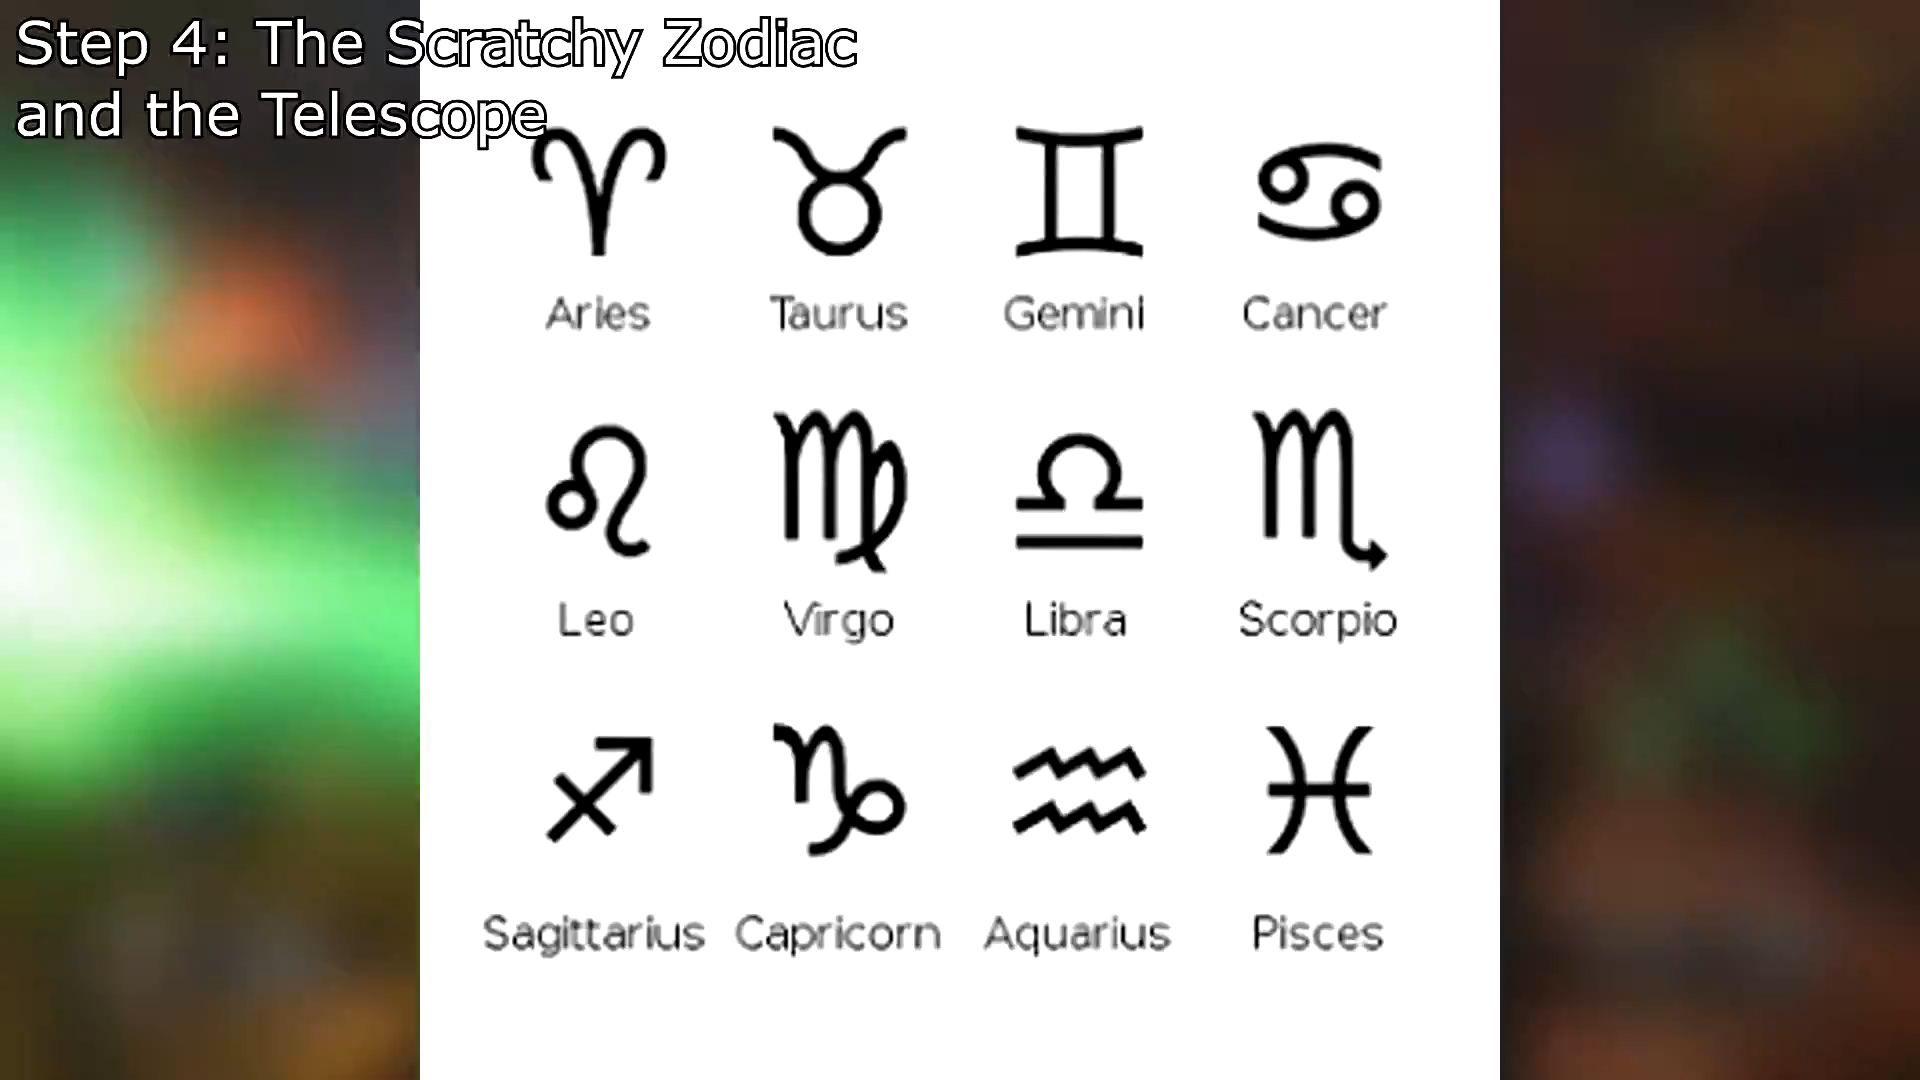 Step 4: The Scratchy Zodiac
and the Telescope
Aries Taurus Gemini Cancer
Leo Virgo Libra Scorpio
Sagittarius Capricorn Aquarius Pisces